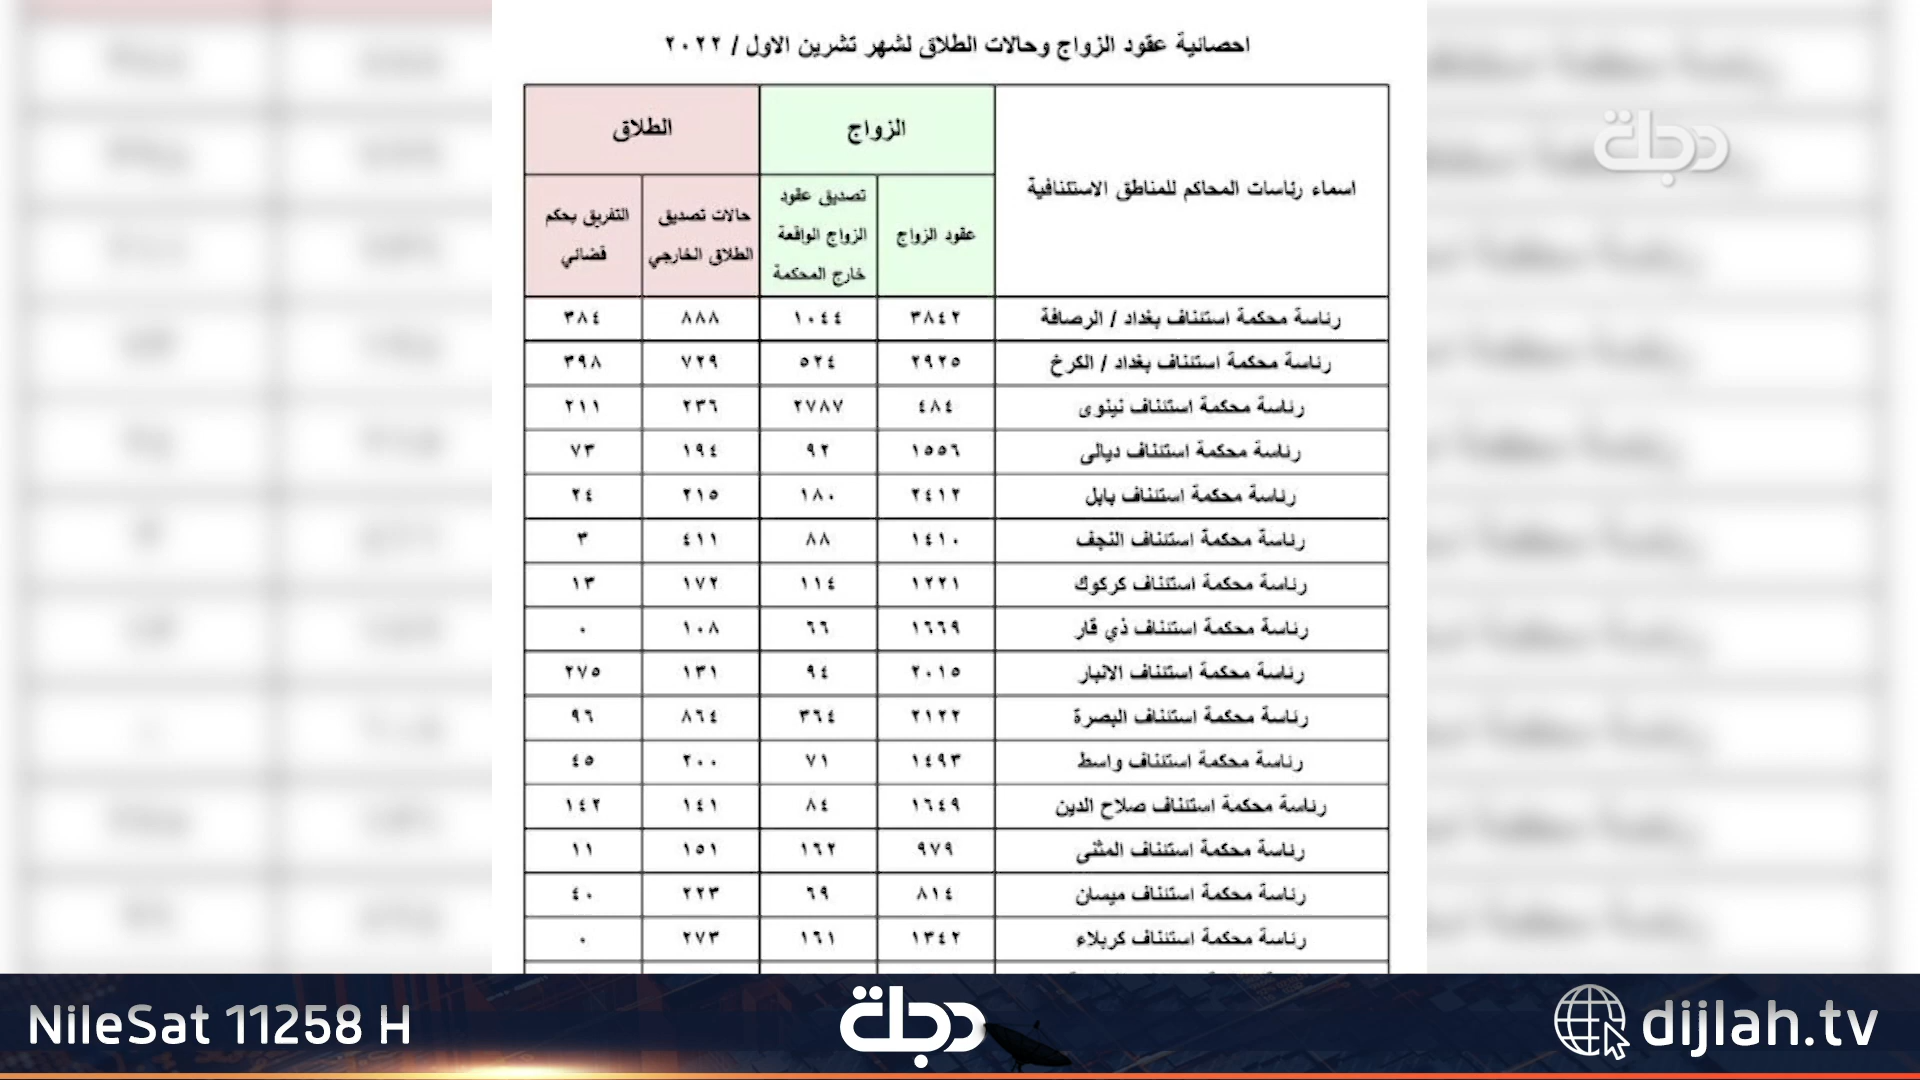 احصائية عقود الزواج وحالات الطلاق لشهر تشرين الاول / ٢٠٢٢
اسماء رئاسات المحاكم للمناطق الاستئنافية الزواج الطلاق
عقود الزواج تصديق عقود الزواج الواقعة خارج المحكمة حالات تصديق الطلاق الخارجي التفريق بحكم قضائي
رئاسة محكمة استئناف بغداد / الرصافة ٣٨٤٢ ١٠٤٤ ٨٨٨ ٣٨٤
رئاسة محكمة استئناف بغداد / الكرخ ٢٩٢٥ ٥٢٤ ٧٢٩ ٣٩٨
رئاسة محكمة استئناف نينوى ٤٨٤ ٢٧٨٧ ٢٣٦ ٢١١
رئاسة محكمة استئناف ديالى ١٥٥٦ ٩٢ ١٩٤ ٧٣
رئاسة محكمة استئناف بابل ٢٤١٢ ١٨٠ ٢١٥ ٢٤
رئاسة محكمة استئناف النجف ١٤١٠ ٨٨ ٤١١ ٣
رئاسة محكمة استئناف كركوك ١٢٢١ ١١٤ ١٧٢ ١٣
رئاسة محكمة استئناف ذي قار ١٦٦٩ ٦٦ ١٠٨ ٠
رئاسة محكمة استئناف الانبار ٢٠١٥ ٩٤ ١٣١ ٢٧٥
رئاسة محكمة استئناف البصرة ٢١٢٢ ٣٦٤ ٨٦٤ ٩٦
رئاسة محكمة استئناف واسط ١٤٩٣ ٧١ ٢٠٠ ٤٥
رئاسة محكمة استئناف صلاح الدين ١٦٤٩ ٨٤ ١٤١ ١٤٢
رئاسة محكمة استئناف المثنى ٩٧٩ ١٦٢ ١٥١ ١١
رئاسة محكمة استئناف ميسان ٨١٤ ٦٩ ٢٢٣ ٤٠
رئاسة محكمة استئناف كربلاء ١٣٤٢ ١٦١ ٢٧٣ ٠
دجلة
NileSat 11258 H دجلة dijlah.tv